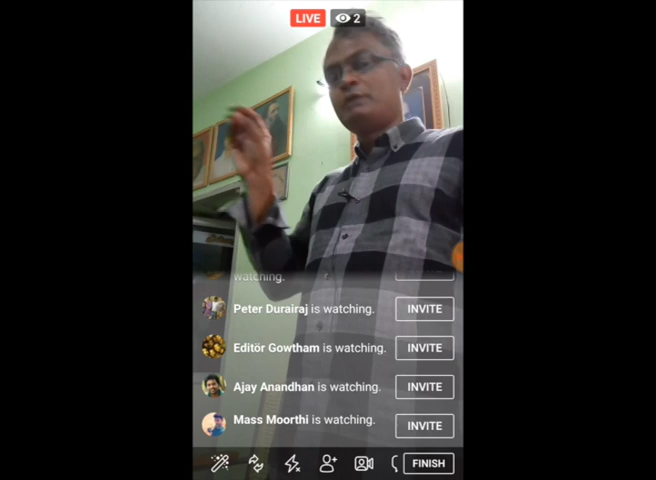 LIVE 2
watching.
Peter Durairaj is watching. INVITE
Editör Gowtham is watching. INVITE
Ajay Anandhan is watching. INVITE
Mass Moorthi is watching. INVITE
FINISH